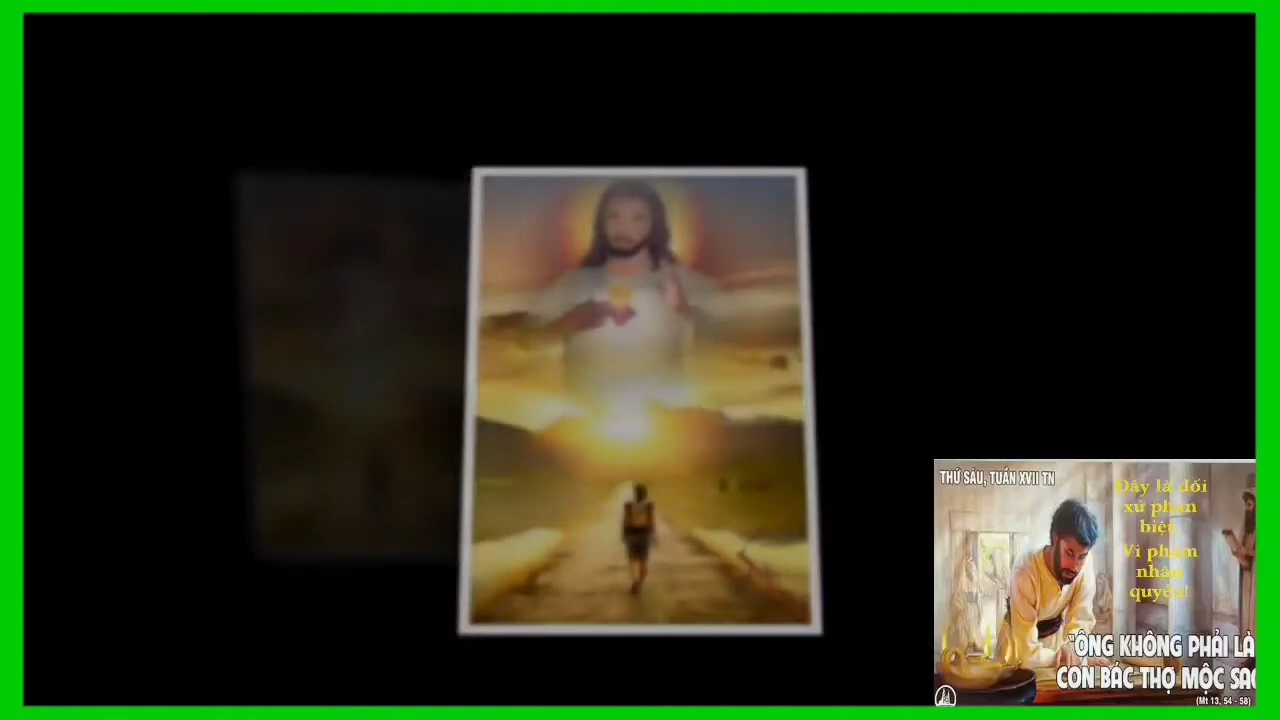 THỨ SÁU, TUẦN XVII TN
Đây là đối
xử phân
biệt,
Vi phạm
nhân
quyền!
“ÔNG KHÔNG PHẢI LÀ
CON BÁC THỢ MỘC SAO
(Mt 13, 54 - 58)